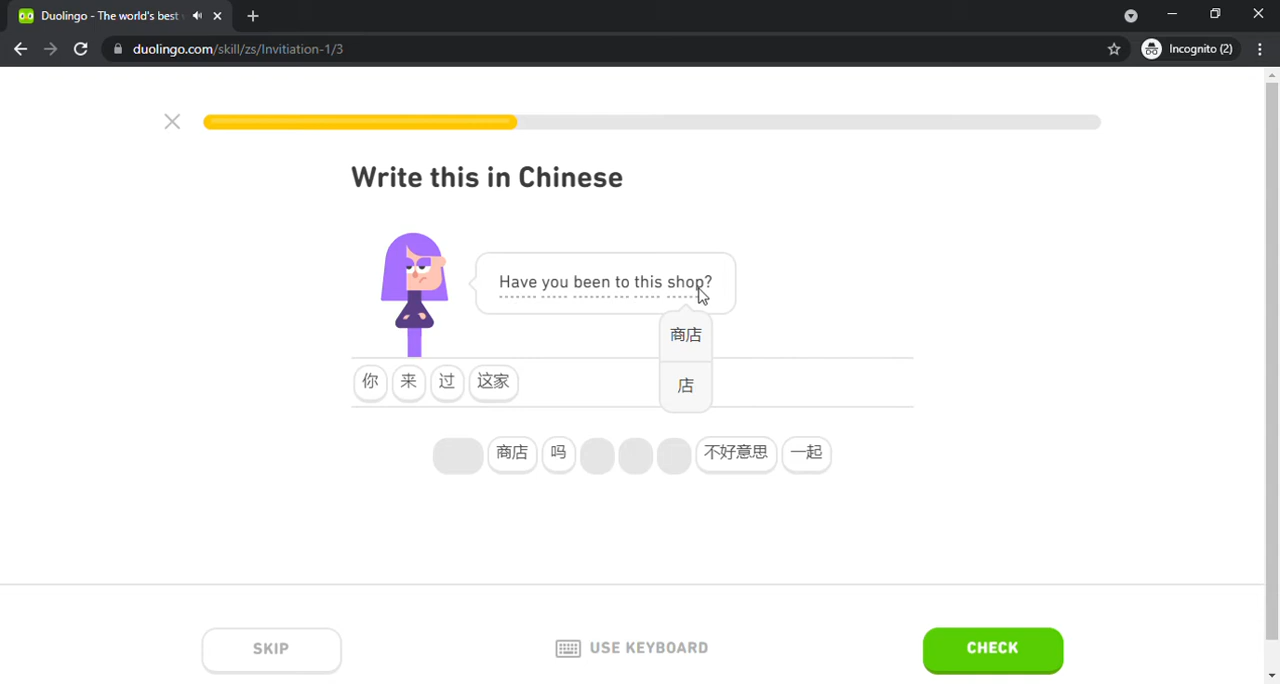 Duolingo - The world's best
duolingo.com/skill/zs/Invitiation-1/3
Incognito (2)
Write this in Chinese
Have you been to this shop?
商店
店
你 来 过 这家
商店 吗 不好意思 一起
SKIP
USE KEYBOARD
CHECK